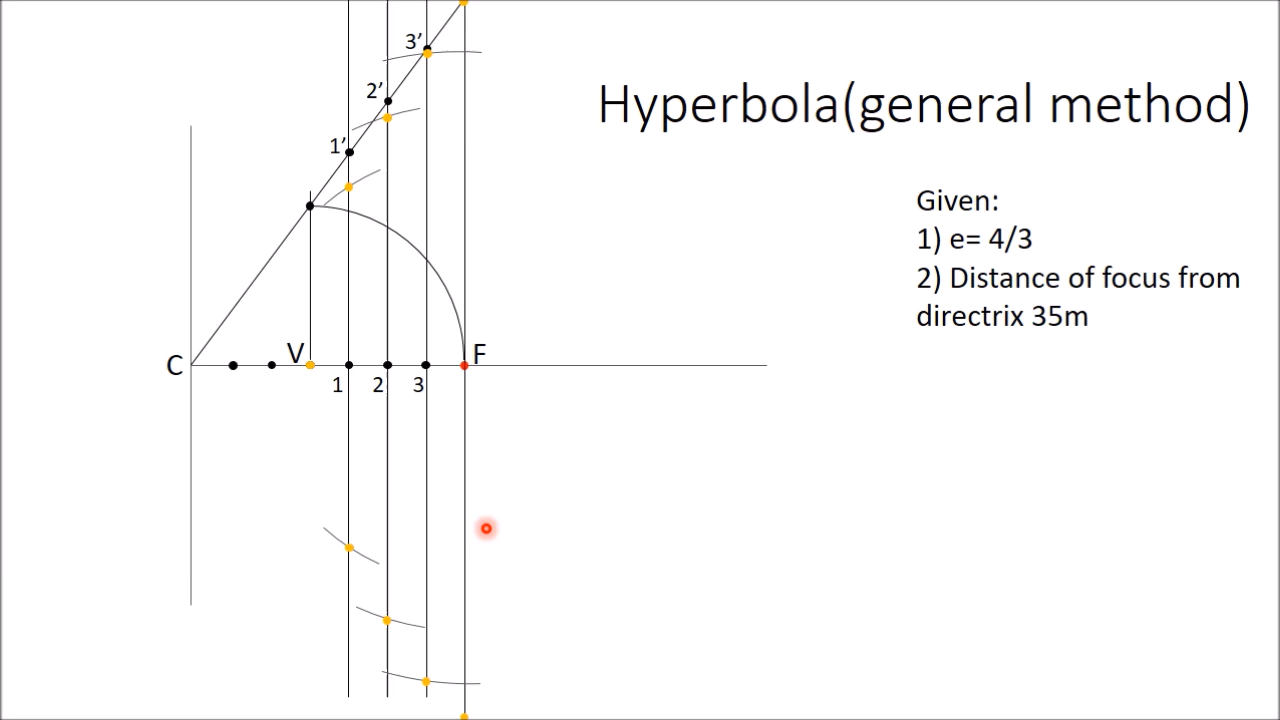 Hyperbola(general method)
Given:
1) e= 4/3
2) Distance of focus from
directrix 35m
3’
2’
1’
C
V
F
1
2
3